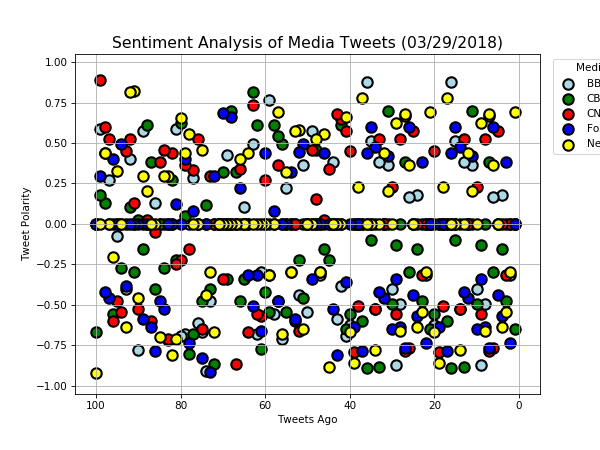 Sentiment Analysis of Media Tweets (03/29/2018)
1.00
0.75
0.50
0.25
0.00
−0.25
−0.50
−0.75
−1.00
Tweet Polarity
100
80
60
40
20
0
Tweets Ago
Medi
BB
CB
CN
Fo
Ne